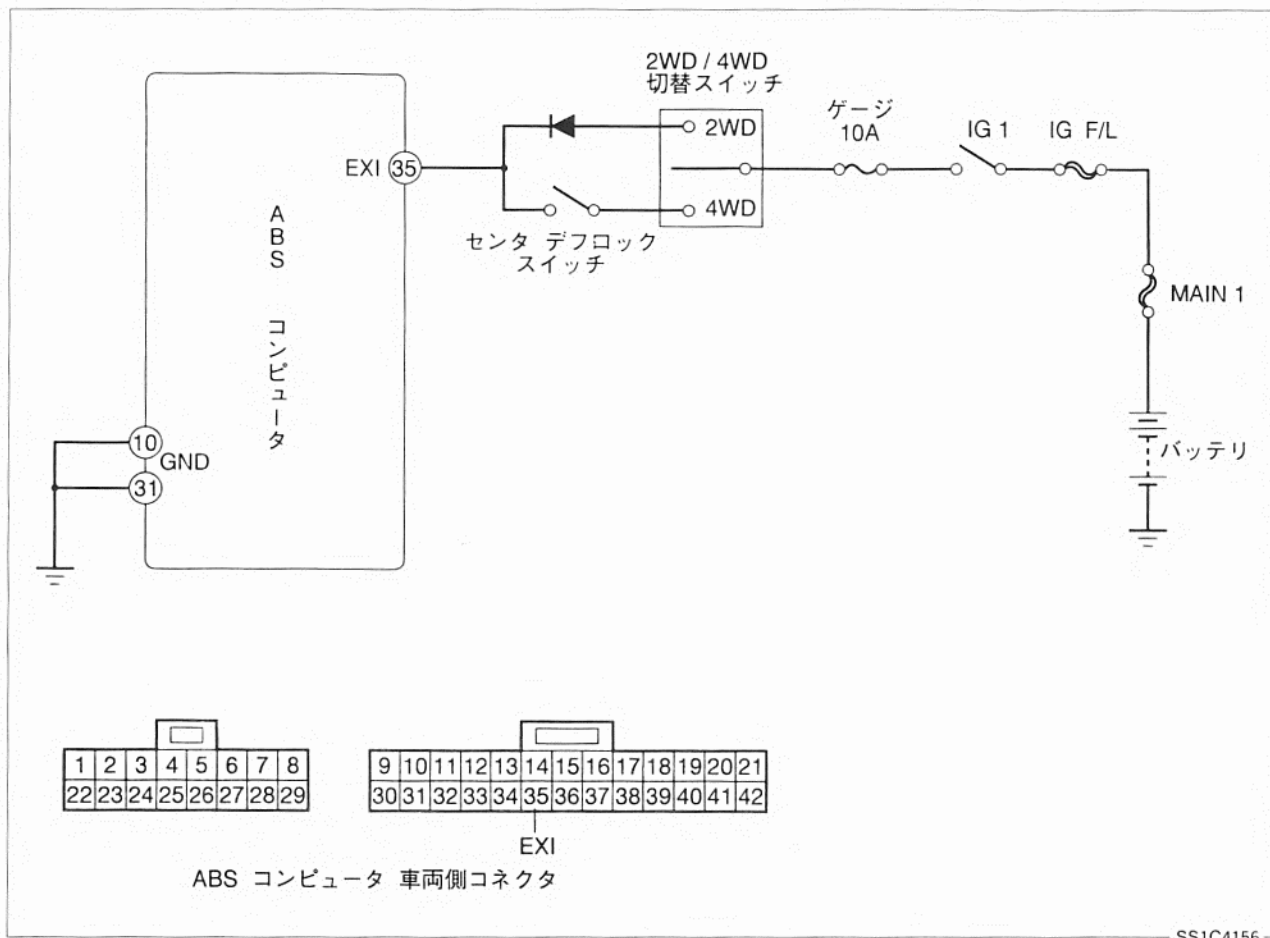 2WD / 4WD
切替スイッチ
ゲージ
10A
IG 1
IG F/L
2WD
EXI
35
4WD
センタ デフロック
スイッチ
MAIN 1
ABS コンピュータ
バッテリ
10
GND
31
1 2 3 4 5 6 7 8
22 23 24 25 26 27 28 29
9 10 11 12 13 14 15 16 17 18 19 20 21
30 31 32 33 34 35 36 37 38 39 40 41 42
EXI
ABS コンピュータ 車両側コネクタ
SS1C4156